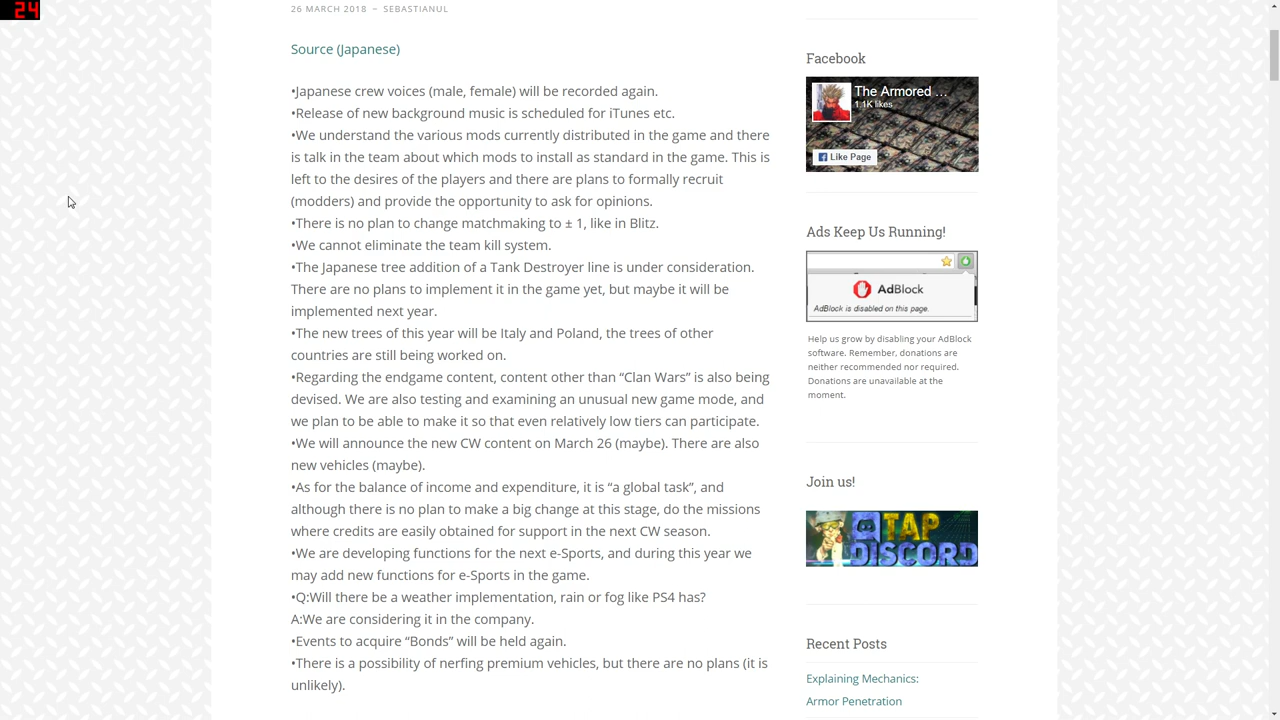 24
26 MARCH 2018 ~ SEBASTIANUL
Source (Japanese)
•Japanese crew voices (male, female) will be recorded again.
•Release of new background music is scheduled for iTunes etc.
•We understand the various mods currently distributed in the game and there
is talk in the team about which mods to install as standard in the game. This is
left to the desires of the players and there are plans to formally recruit
(modders) and provide the opportunity to ask for opinions.
•There is no plan to change matchmaking to ± 1, like in Blitz.
•We cannot eliminate the team kill system.
•The Japanese tree addition of a Tank Destroyer line is under consideration.
There are no plans to implement it in the game yet, but maybe it will be
implemented next year.
•The new trees of this year will be Italy and Poland, the trees of other
countries are still being worked on.
•Regarding the endgame content, content other than “Clan Wars” is also being
devised. We are also testing and examining an unusual new game mode, and
we plan to be able to make it so that even relatively low tiers can participate.
•We will announce the new CW content on March 26 (maybe). There are also
new vehicles (maybe).
•As for the balance of income and expenditure, it is “a global task”, and
although there is no plan to make a big change at this stage, do the missions
where credits are easily obtained for support in the next CW season.
•We are developing functions for the next e-Sports, and during this year we
may add new functions for e-Sports in the game.
•Q:Will there be a weather implementation, rain or fog like PS4 has?
A:We are considering it in the company.
•Events to acquire “Bonds” will be held again.
•There is a possibility of nerfing premium vehicles, but there are no plans (it is
unlikely).
Facebook
The Armored ...
1.1K likes
Like Page
Ads Keep Us Running!
AdBlock
AdBlock is disabled on this page.
Help us grow by disabling your AdBlock
software. Remember, donations are
neither recommended nor required.
Donations are unavailable at the
moment.
Join us!
TAP
DISCORD
Recent Posts
Explaining Mechanics:
Armor Penetration